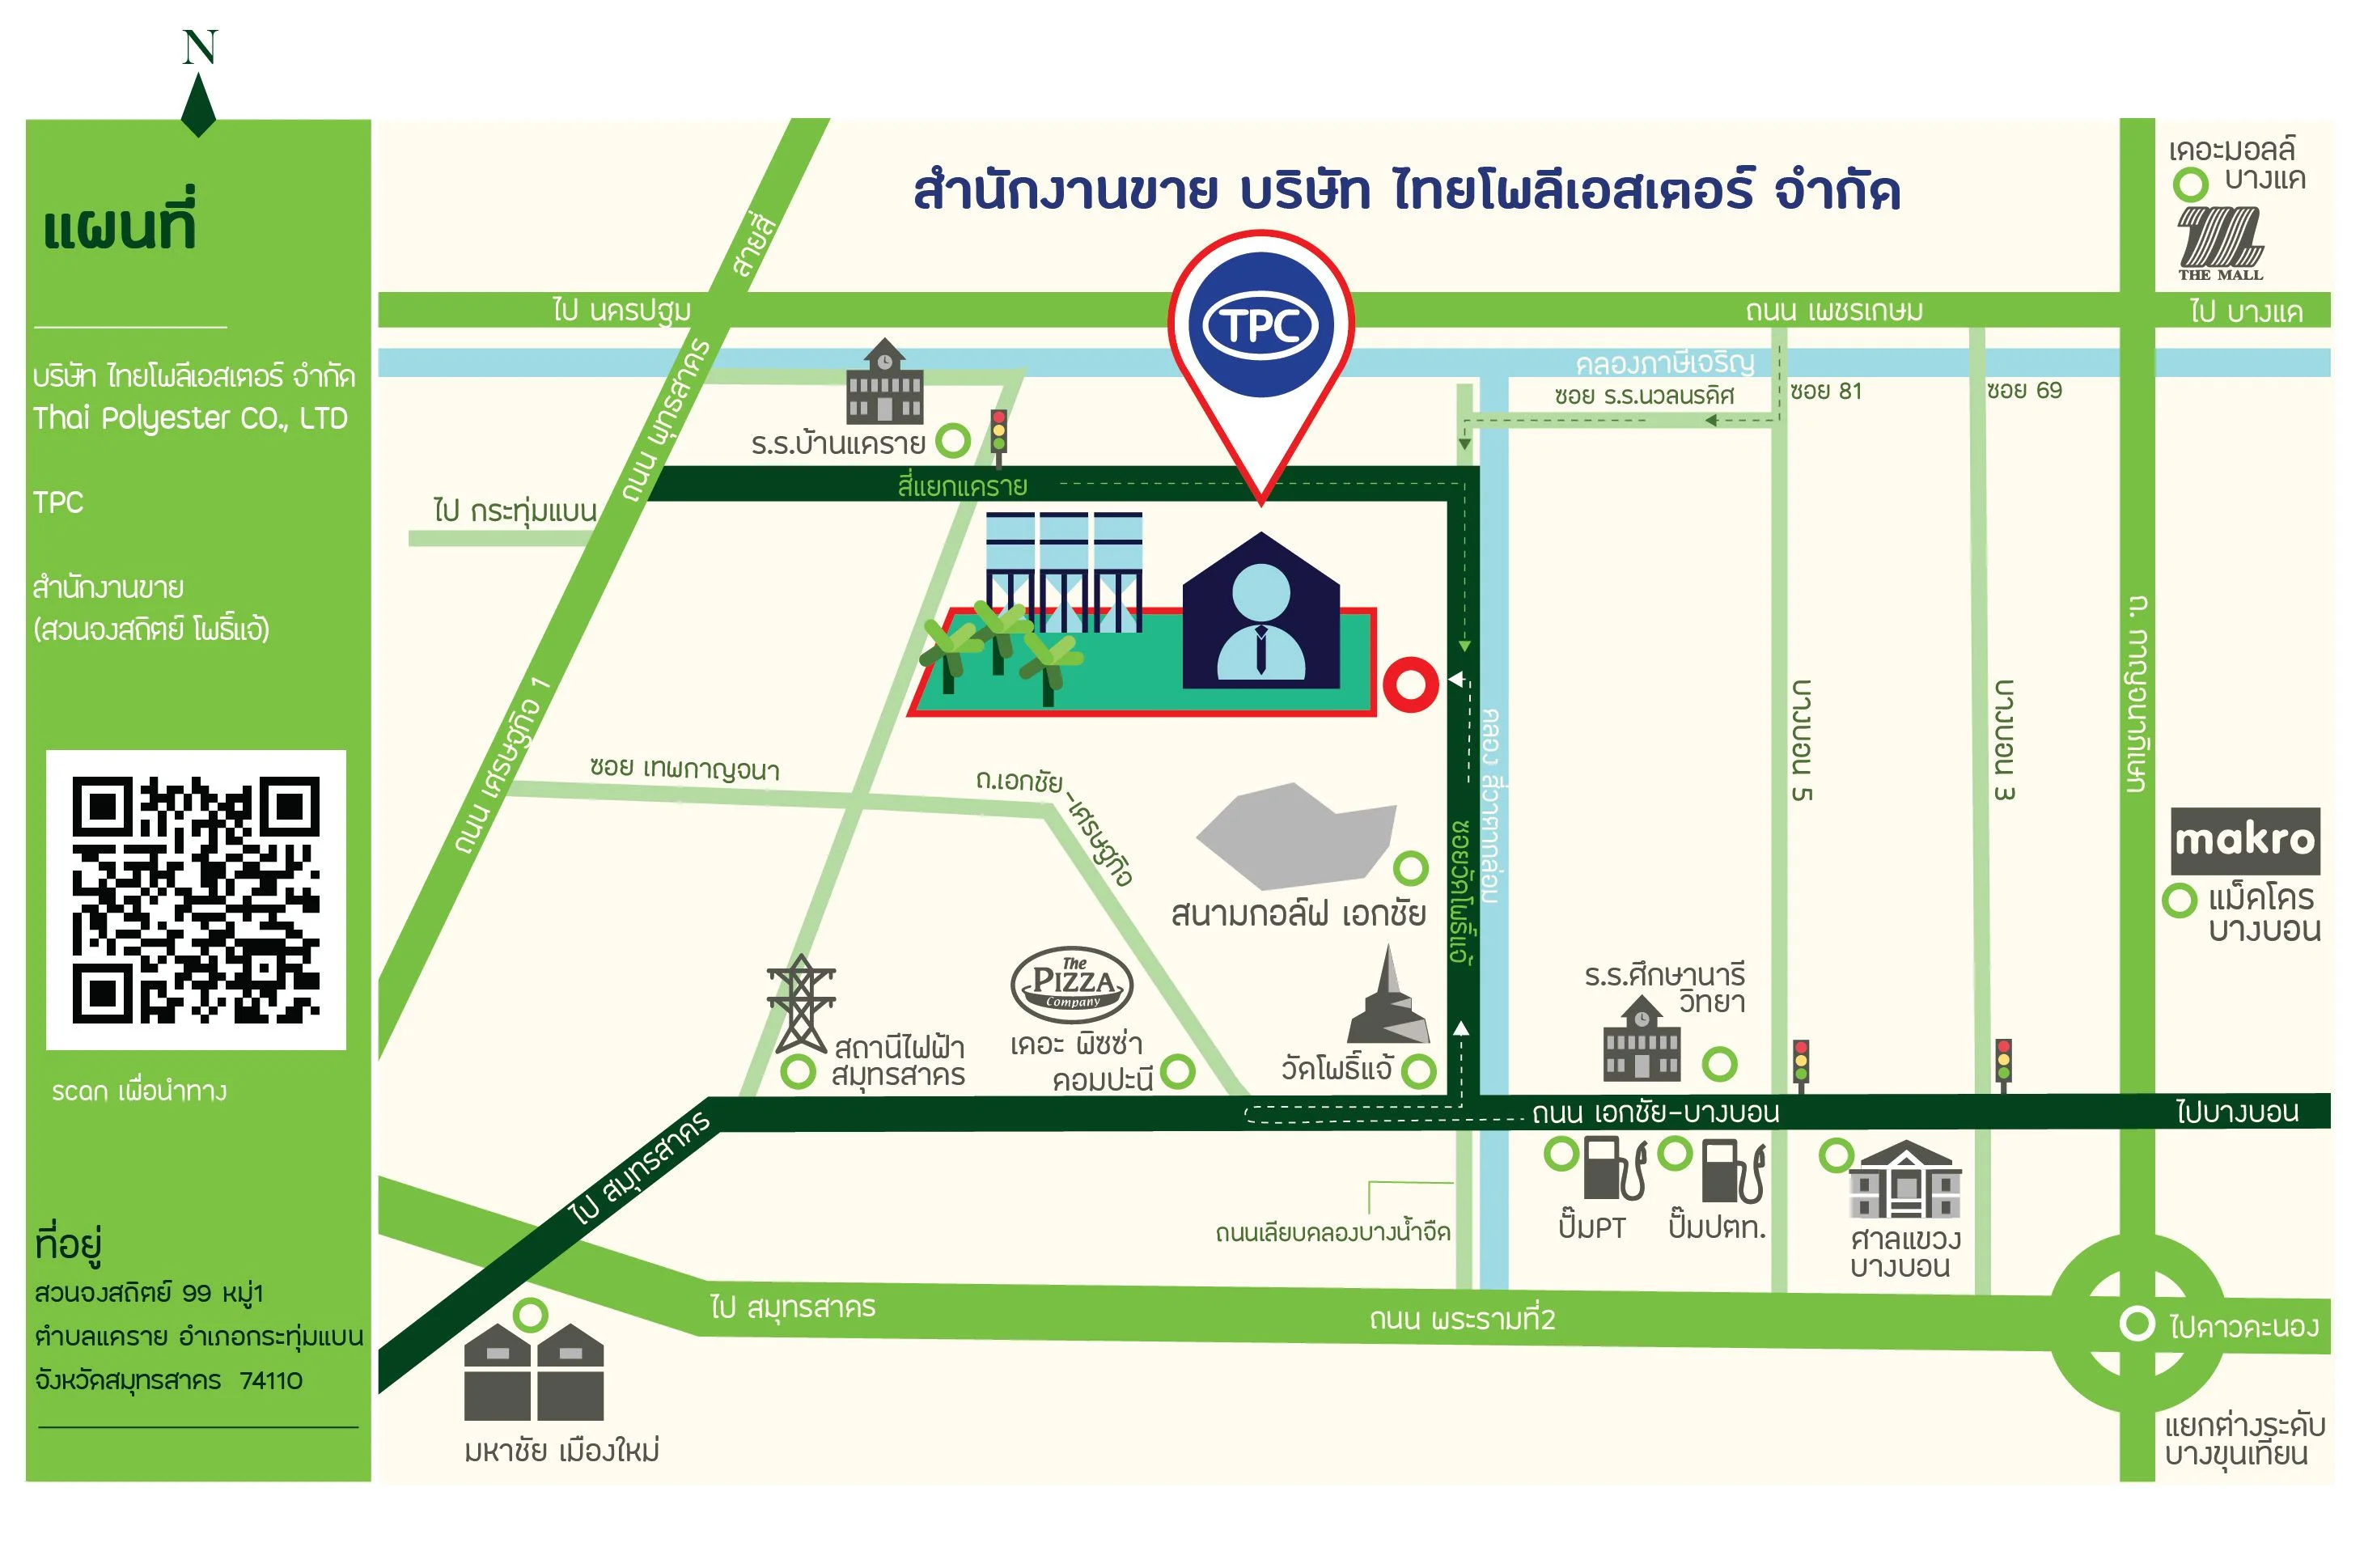 N
แผนที่
บริษัท ไทยโพลีเอสเตอร์ จำกัด
Thai Polyester CO., LTD
TPC
สำนักงานขาย
(สวนจงสถิตย์ โพธิ์แจ้)
scan เพื่อนำทาง
ที่อยู่
สวนจงสถิตย์ 99 หมู่1
ตำบลแคราย อำเภอกระทุ่มแบน
จังหวัดสมุทรสาคร 74110
สำนักงานขาย บริษัท ไทยโพลีเอสเตอร์ จำกัด
TPC
เดอะมอลล์
บางแค
THE MALL
สายสี่
ไป นครปฐม
ถนน เพชรเกษม
ไป บางแค
คลองภาษีเจริญ
ซอย ร.ร.นวลนรดิศ
ซอย 81
ซอย 69
ถนน พุทรสาคร
ร.ร.บ้านแคราย
สี่แยกแคราย
ไป กระทุ่มแบน
ถนน เศรษฐกิจ 1
ซอย เทพกาญจนา
ถ.เอกชัย-เศรษฐกิจ
สนามกอล์ฟ เอกชัย
ซอยวัดโพธิ์แจ้
คลอง สี่วาตากล่อม
บางบอน 5
บางบอน 3
ถ. กาญจนาภิเษก
makro
แม็คโคร
บางบอน
The
PIZZA
Company
เดอะ พิซซ่า
คอมปะนี
สถานีไฟฟ้า
สมุทรสาคร
วัดโพธิ์แจ้
ร.ร.ศึกษานารี
วิทยา
ถนน เอกชัย-บางบอน
ไปบางบอน
ไป สมุทรสาคร
ปั๊มPT
ปั๊มปตท.
ศาลแขวง
บางบอน
ถนนเลียบคลองบางน้ำจืด
ไป สมุทรสาคร
ถนน พระรามที่2
ไปดาวคะนอง
มหาชัย เมืองใหม่
แยกต่างระดับ
บางขุนเทียน